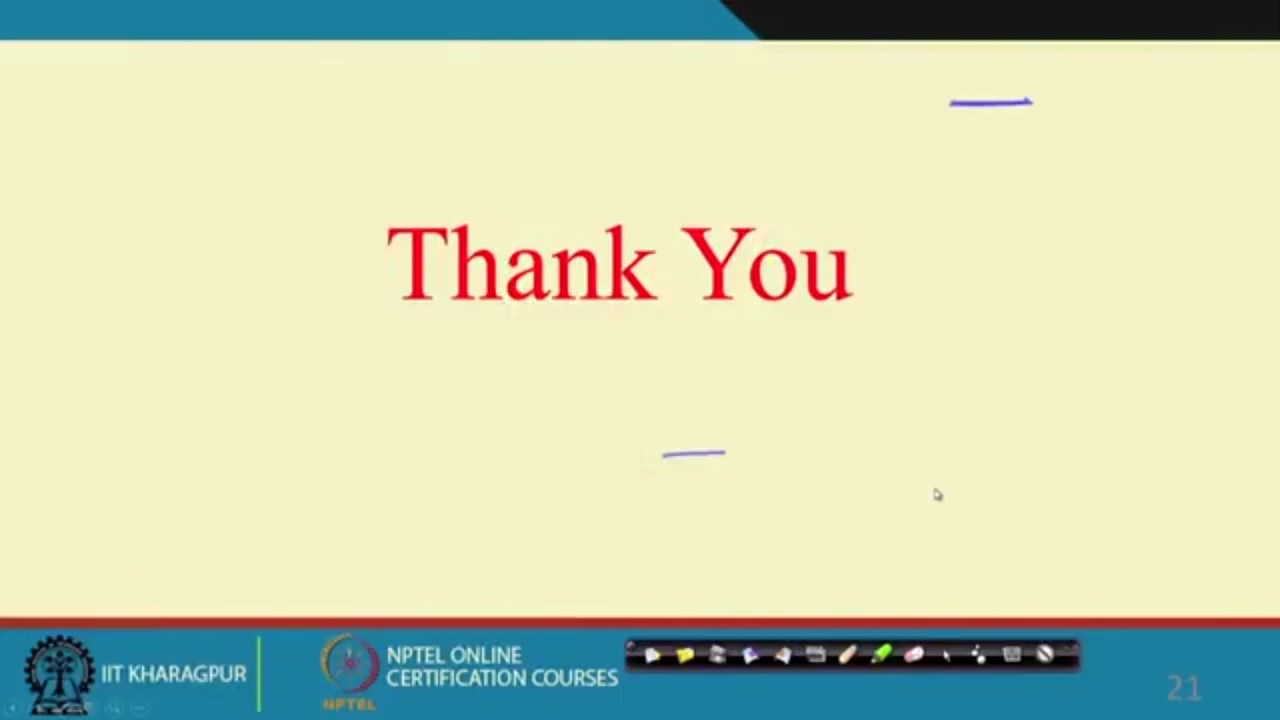 Thank You
IIT KHARAGPUR
NPTEL ONLINE
CERTIFICATION COURSES
NPTEL
21